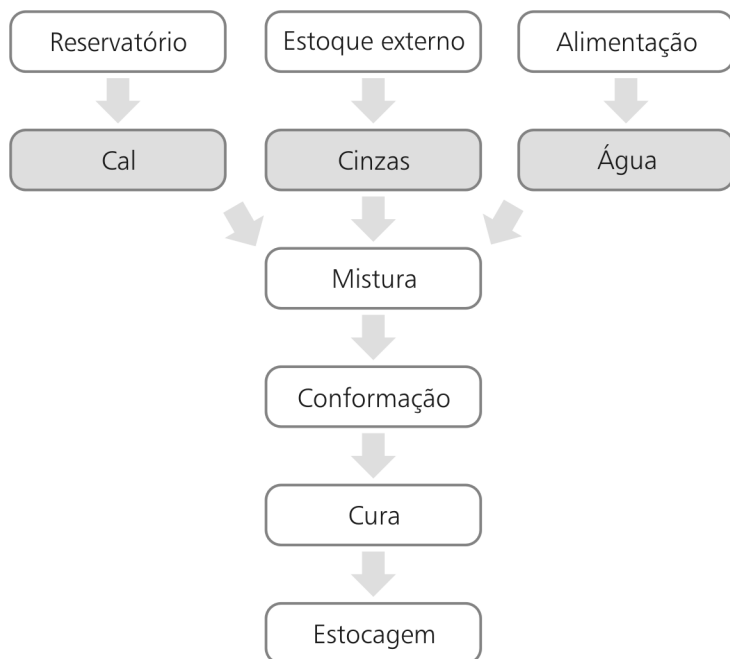 Reservatório
Estoque externo
Alimentação
Cal
Cinzas
Água
Mistura
Conformação
Cura
Estocagem